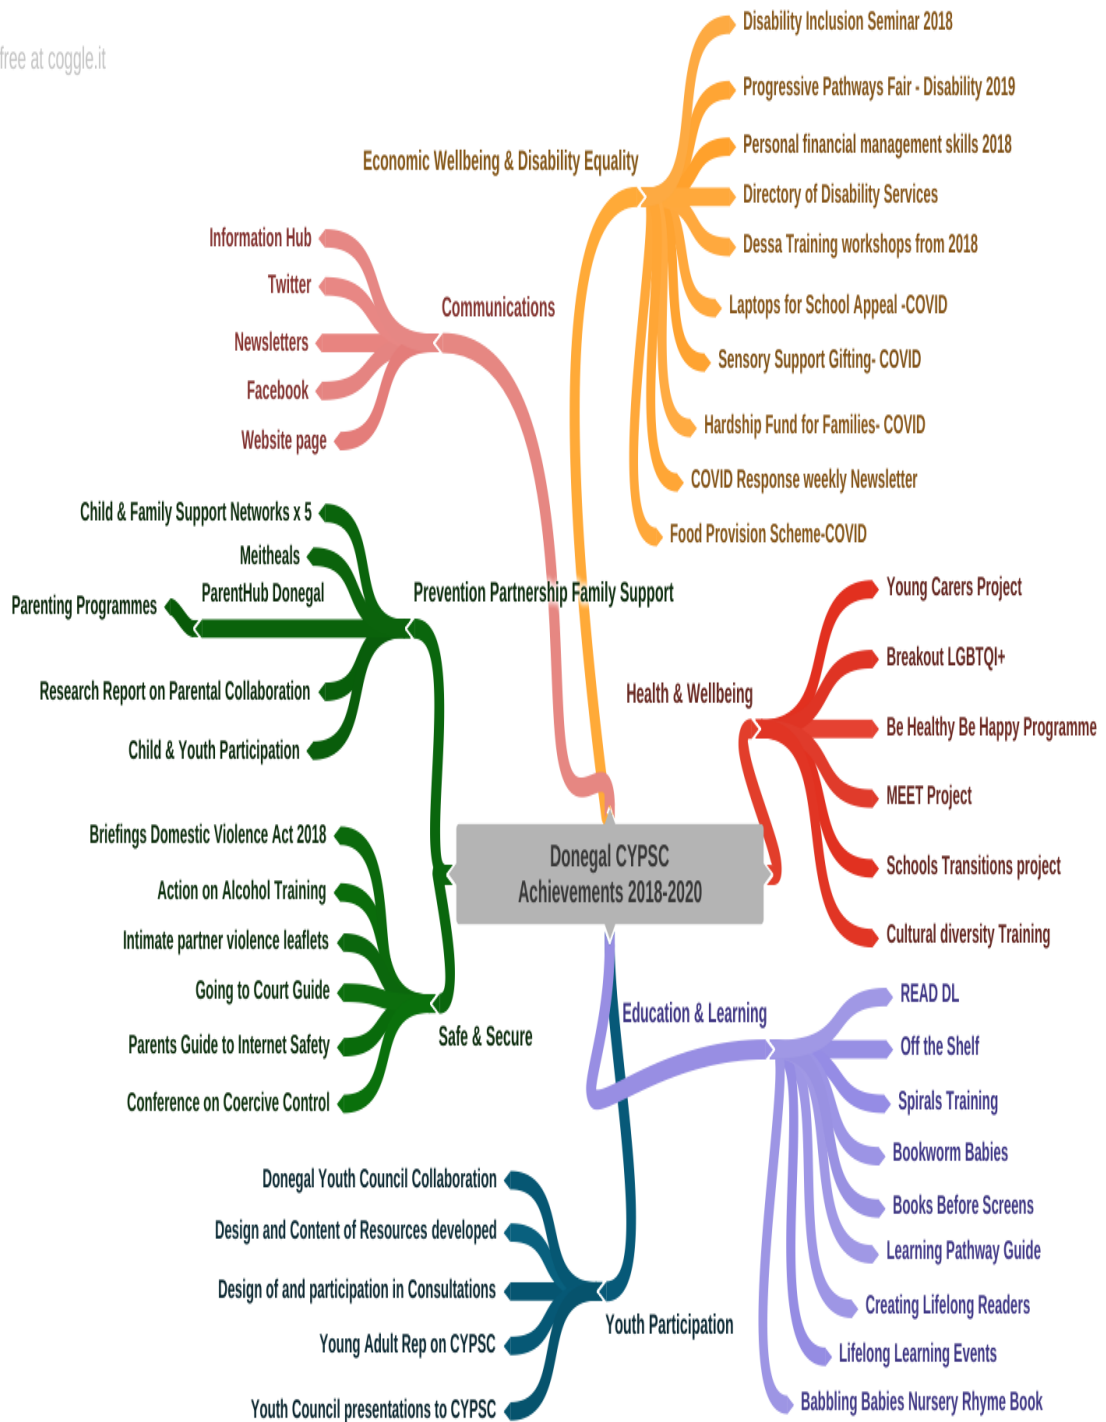 free at coggle.it
Disability Inclusion Seminar 2018
Progressive Pathways Fair - Disability 2019
Personal financial management skills 2018
Economic Wellbeing & Disability Equality
Directory of Disability Services
Dessa Training workshops from 2018
Laptops for School Appeal -COVID
Sensory Support Gifting- COVID
Hardship Fund for Families- COVID
COVID Response weekly Newsletter
Food Provision Scheme-COVID
Communications
Information Hub
Twitter
Newsletters
Facebook
Website page
Prevention Partnership Family Support
Child & Family Support Networks x 5
Meitheals
ParentHub Donegal
Parenting Programmes
Research Report on Parental Collaboration
Child & Youth Participation
Health & Wellbeing
Young Carers Project
Breakout LGBTQI+
Be Healthy Be Happy Programme
MEET Project
Schools Transitions project
Cultural diversity Training
Donegal CYPSC
Achievements 2018-2020
Safe & Secure
Briefings Domestic Violence Act 2018
Action on Alcohol Training
Intimate partner violence leaflets
Going to Court Guide
Parents Guide to Internet Safety
Conference on Coercive Control
Education & Learning
READ DL
Off the Shelf
Spirals Training
Bookworm Babies
Books Before Screens
Learning Pathway Guide
Creating Lifelong Readers
Lifelong Learning Events
Babbling Babies Nursery Rhyme Book
Youth Participation
Donegal Youth Council Collaboration
Design and Content of Resources developed
Design of and participation in Consultations
Young Adult Rep on CYPSC
Youth Council presentations to CYPSC